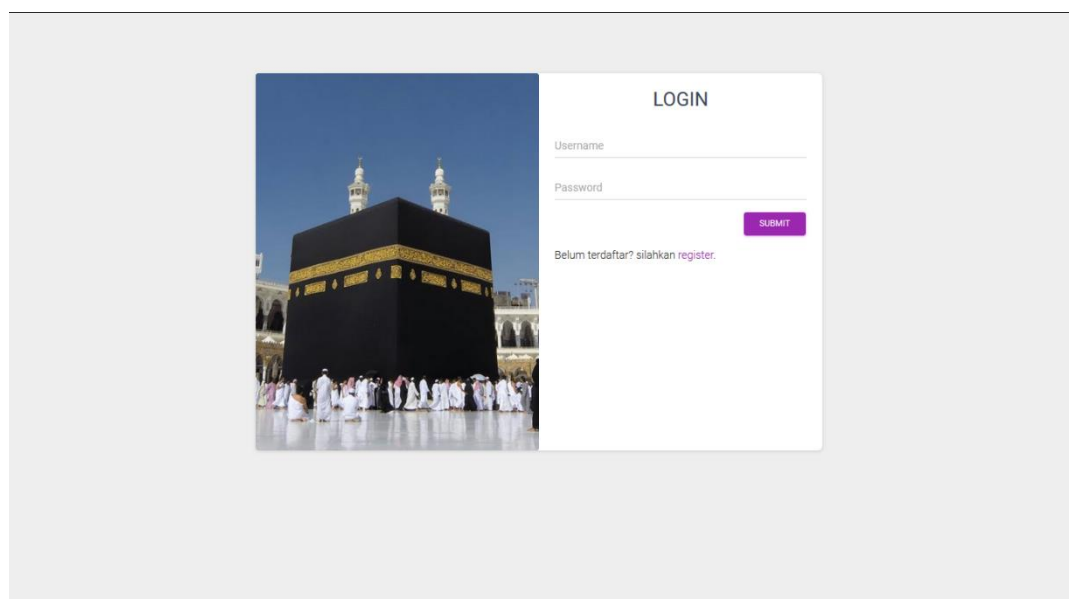 LOGIN
Username
Password
SUBMIT
Belum terdaftar? silahkan register.